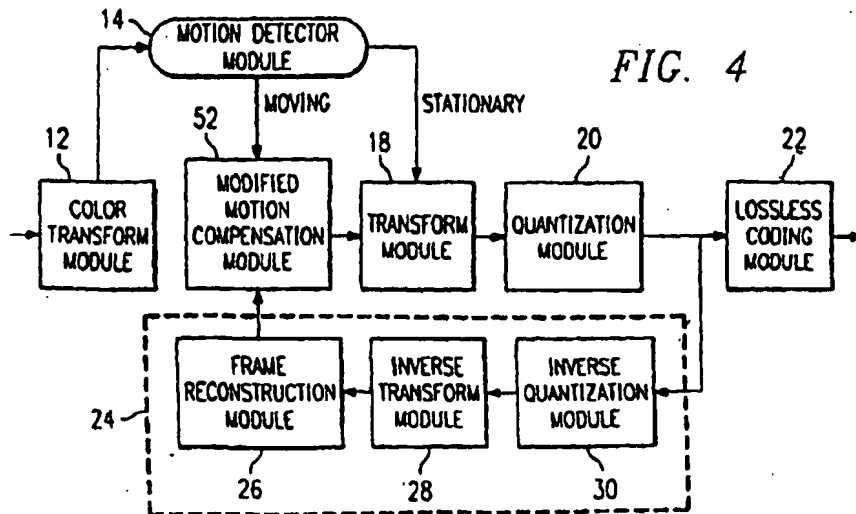 14
MOTION DETECTOR
MODULE
FIG. 4
MOVING
STATIONARY
12
COLOR
TRANSFORM
MODULE
52
MODIFIED
MOTION
COMPENSATION
MODULE
18
TRANSFORM
MODULE
20
QUANTIZATION
MODULE
22
LOSSLESS
CODING
MODULE
24
FRAME
RECONSTRUCTION
MODULE
26
INVERSE
TRANSFORM
MODULE
28
INVERSE
QUANTIZATION
MODULE
30